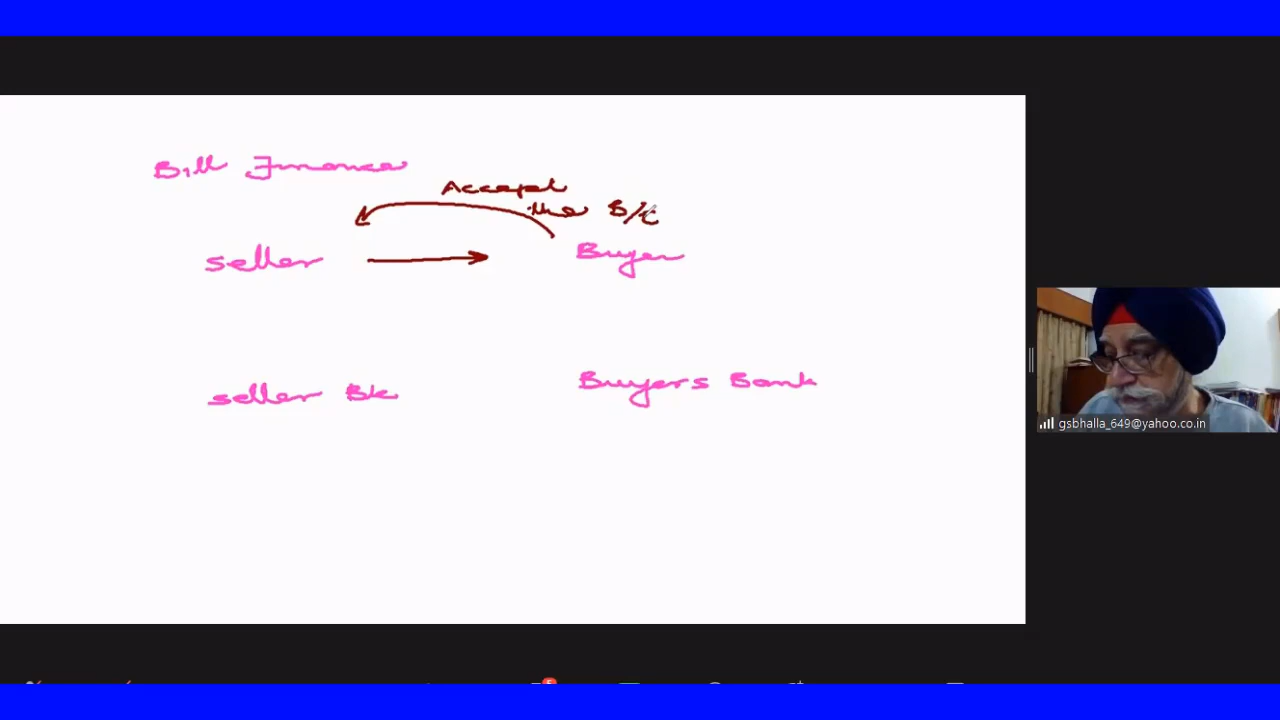 Bill Finance
Accept
the B/E
seller
Buyer
seller Bk
Buyers Bank
gsbhalla_649@yahoo.co.in